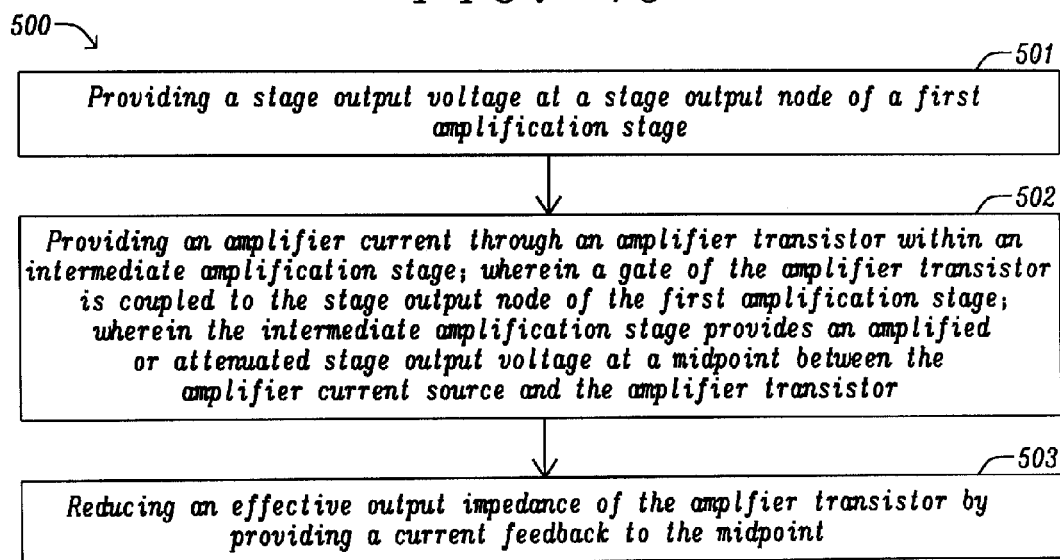 500
501
Providing a stage output voltage at a stage output node of a first
amplification stage
502
Providing an amplifier current through an amplifier transistor within an
intermediate amplification stage; wherein a gate of the amplifier transistor
is coupled to the stage output node of the first amplification stage;
wherein the intermediate amplification stage provides an amplified
or attenuated stage output voltage at a midpoint between the
amplifier current source and the amplifier transistor
503
Reducing an effective output impedance of the amplfier transistor by
providing a current feedback to the midpoint